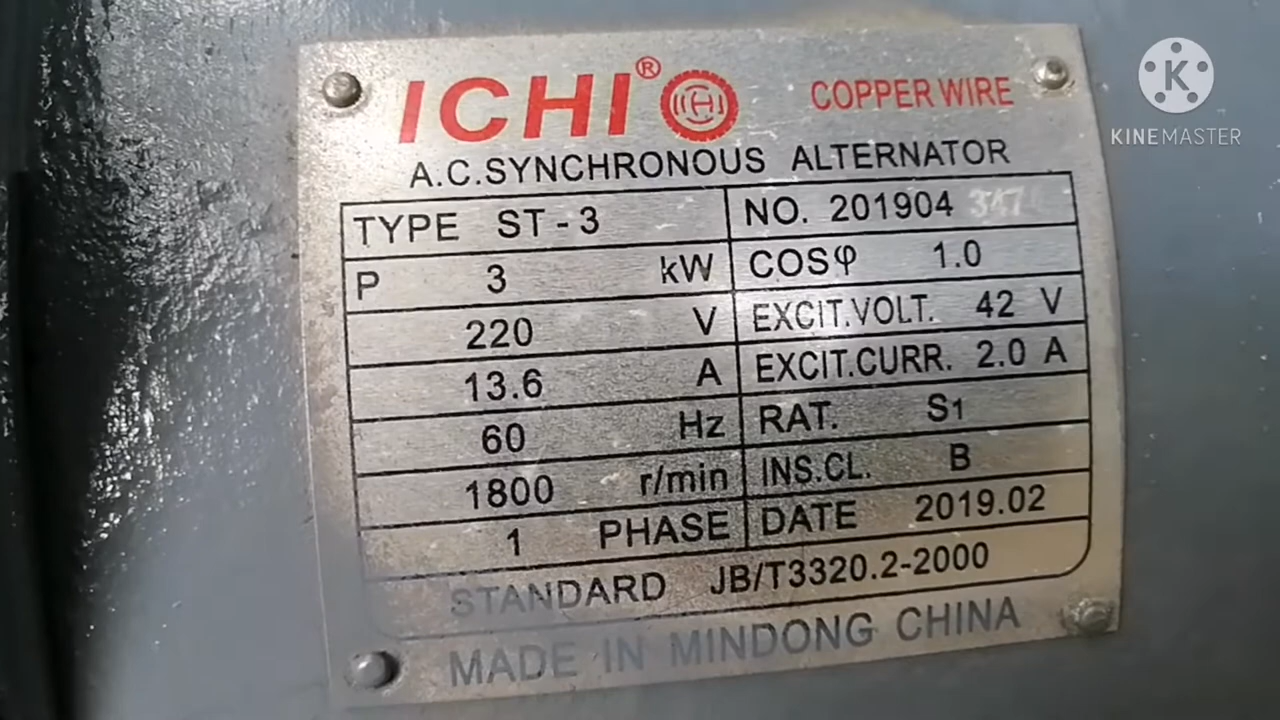 ICHI®
COPPER WIRE
KINEMASTER
A.C.SYNCHRONOUS ALTERNATOR
TYPE ST-3 NO. 201904
P 3 kW COSφ 1.0
220 V EXCIT.VOLT. 42 V
13.6 A EXCIT.CURR. 2.0 A
60 Hz RAT. S1
1800 r/min INS.CL. B
1 PHASE DATE 2019.02
STANDARD JB/T3320.2-2000
MADE IN MINDONG CHINA